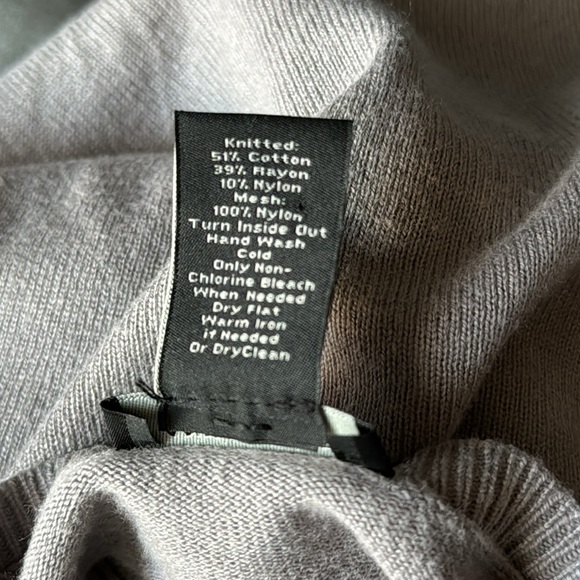 Knitted:
51% Cotton
39% Rayon
10% Nylon
Mesh:
100% Nylon
Turn Inside Out
Hand Wash
Cold
Only Non-
Chlorine Bleach
When Needed
Dry Flat
Warm Iron
if Needed
Or DryClean